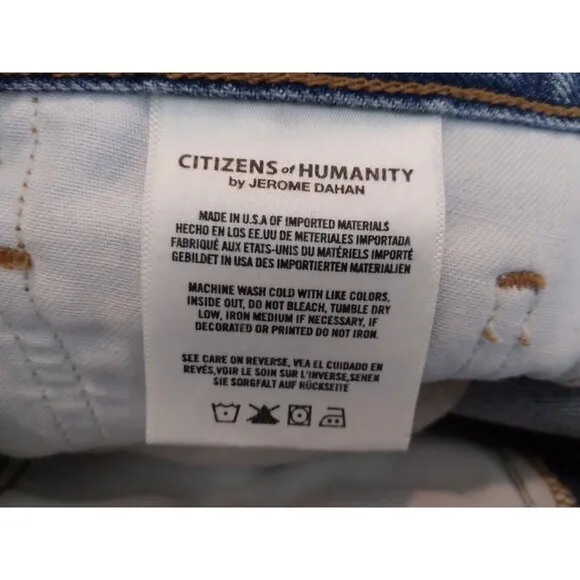 CITIZENS of HUMANITY
by JEROME DAHAN
MADE IN U.S.A OF IMPORTED MATERIALS
HECHO EN LOS EE.UU DE METERIALES IMPORTADA
FABRIQUÉ AUX ETATS-UNIS DU MATÉRIELS IMPORTÉ
GEBILDET IN USA DES IMPORTIERTEN MATERIALIEN
MACHINE WASH COLD WITH LIKE COLORS,
INSIDE OUT, DO NOT BLEACH, TUMBLE DRY
LOW, IRON MEDIUM IF NECESSARY, IF
DECORATED OR PRINTED DO NOT IRON.
SEE CARE ON REVERSE, VEA EL CUIDADO EN
REVÉS,VOIR LE SOIN SUR L'INVERSE,SEHEN
SIE SORGFALT AUF RÜCKSEITE